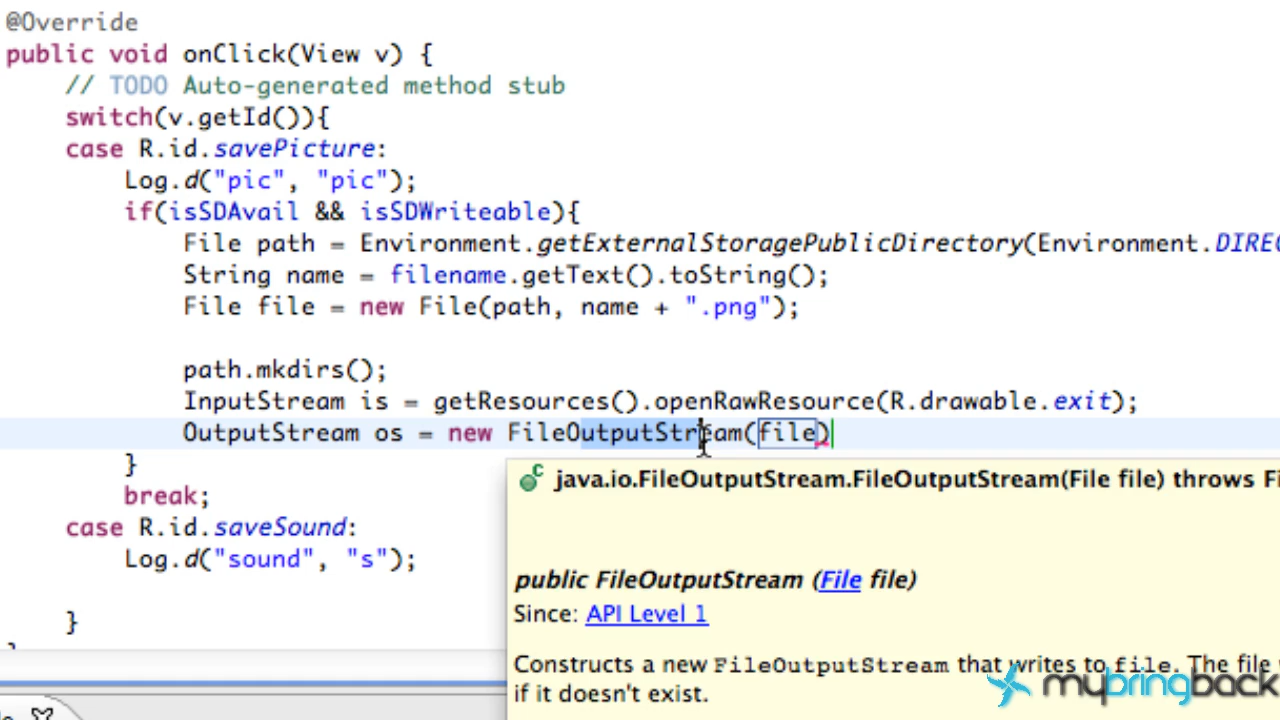 @Override
public void onClick(View v) {
// TODO Auto-generated method stub
switch(v.getId()){
case R.id.savePicture:
Log.d("pic", "pic");
if(isSDAvail && isSDWriteable){
File path = Environment.getExternalStoragePublicDirectory(Environment.DIREC
String name = filename.getText().toString();
File file = new File(path, name + ".png");
path.mkdirs();
InputStream is = getResources().openRawResource(R.drawable.exit);
OutputStream os = new FileOutputStream(file)
}
break;
case R.id.saveSound:
Log.d("sound", "s");
}
java.io.FileOutputStream.FileOutputStream(File file) throws Fi
public FileOutputStream (File file)
Since: API Level 1
Constructs a new FileOutputStream that writes to file. The file
if it doesn't exist.
mybringback